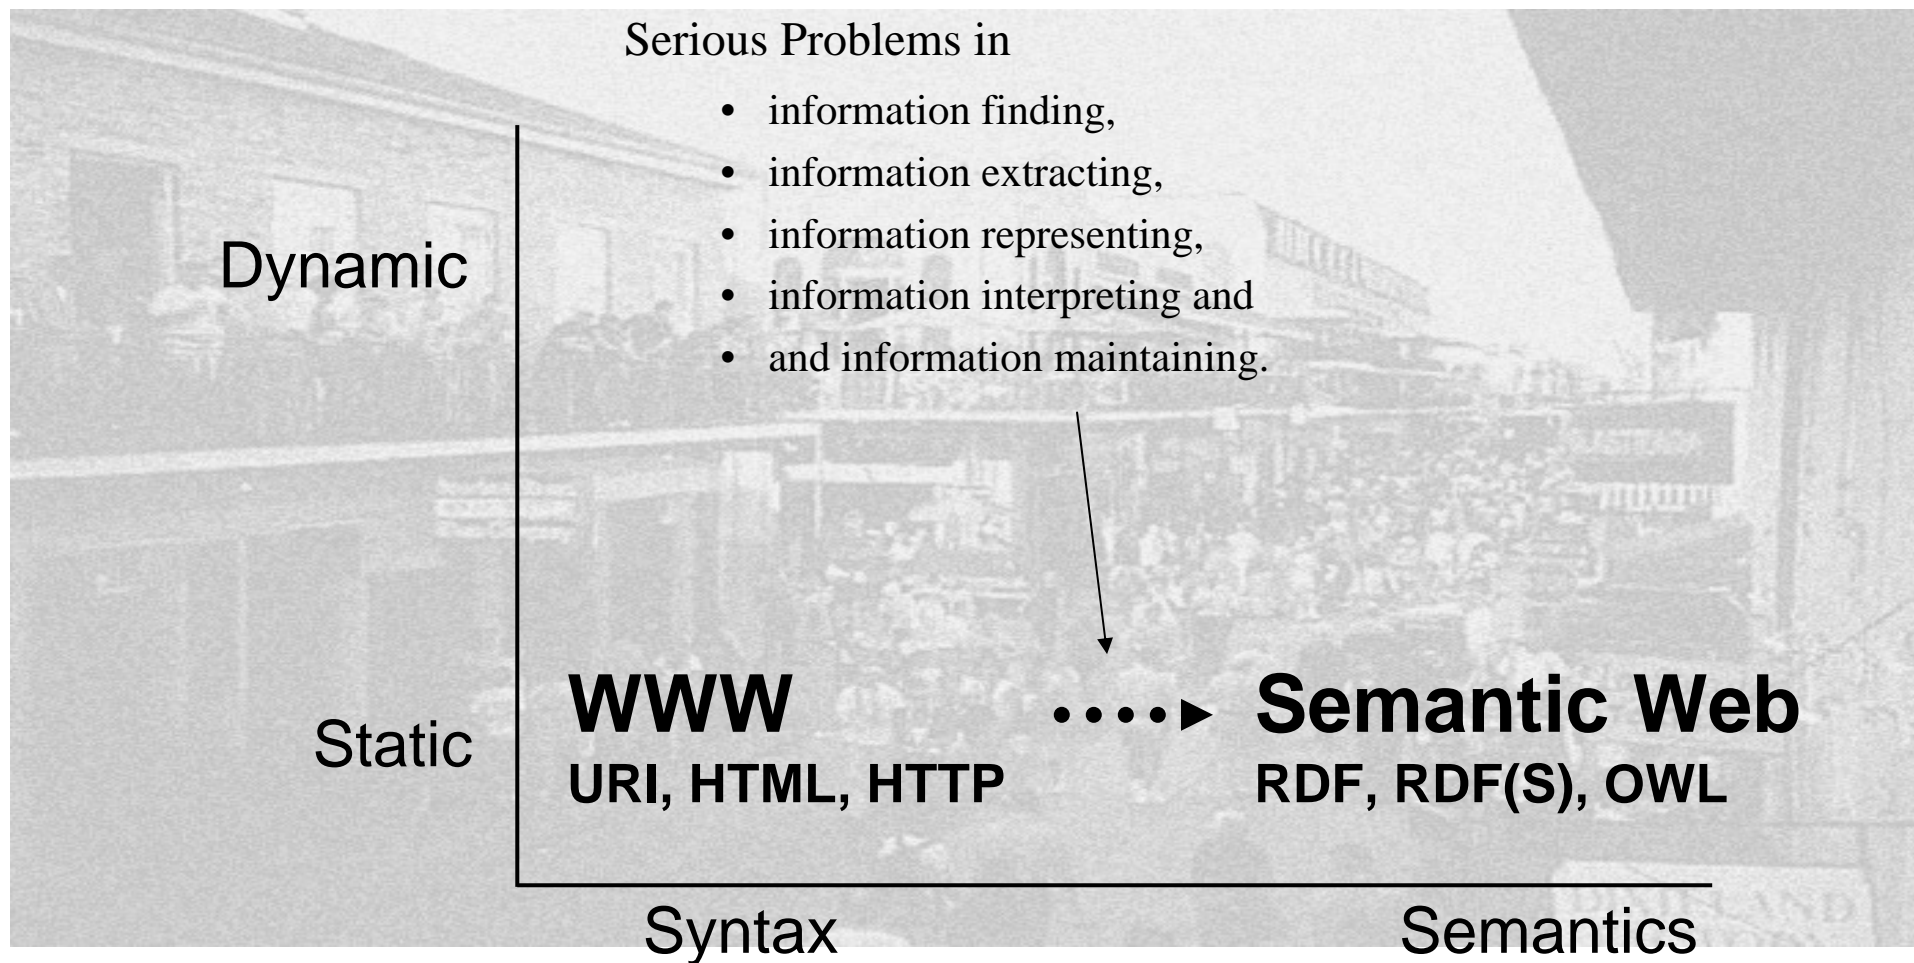 Serious Problems in
• information finding,
• information extracting,
• information representing,
• information interpreting and
• and information maintaining.
Dynamic
Static
WWW
URI, HTML, HTTP
Semantic Web
RDF, RDF(S), OWL
Syntax
Semantics